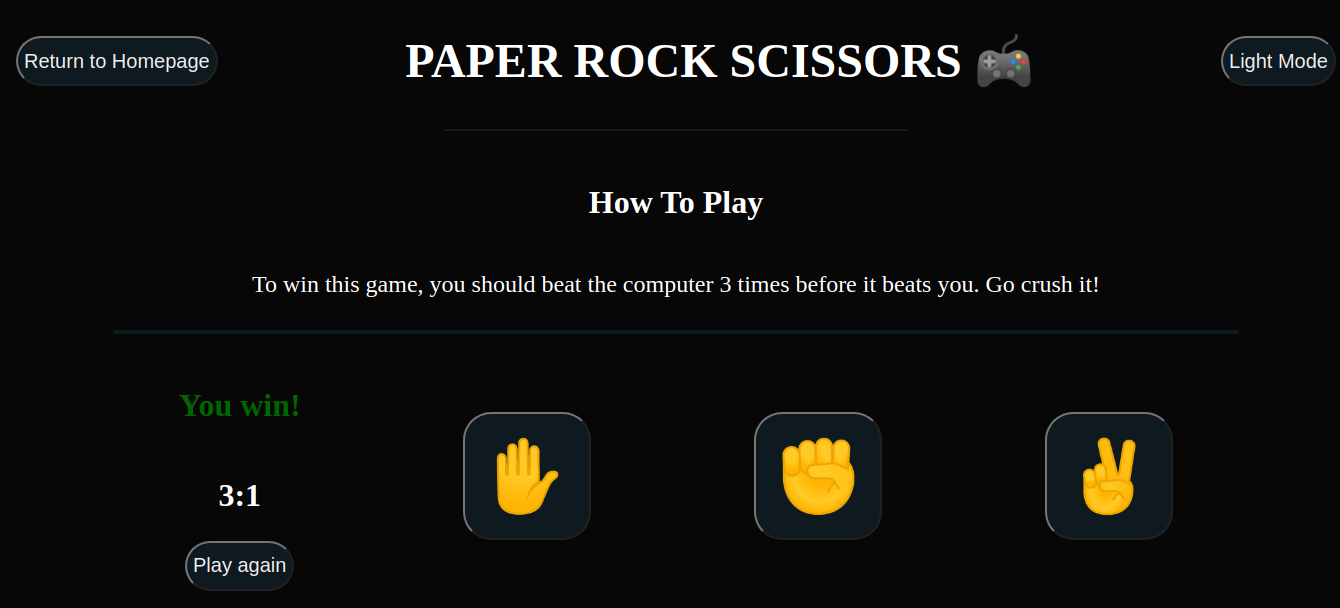 Return to Homepage
PAPER ROCK SCISSORS 🎮
Light Mode
How To Play
To win this game, you should beat the computer 3 times before it beats you. Go crush it!
You win!
3:1
Play again